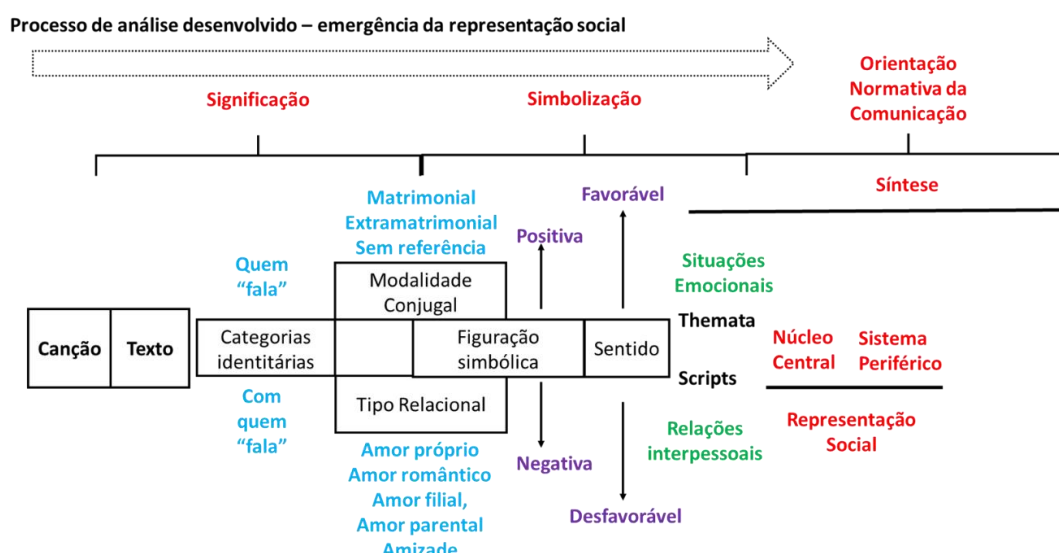 Processo de análise desenvolvido – emergência da representação social
Significação
Simbolização
Orientação
Normativa da
Comunicação
Síntese
Matrimonial
Extramatrimonial
Sem referência
Positiva
Favorável
Quem
“fala”
Modalidade
Conjugal
Situações
Emocionais
Canção
Texto
Categorias
identitárias
Figuração
simbólica
Sentido
Themata
Scripts
Núcleo
Central
Sistema
Periférico
Com
quem
“fala”
Tipo Relacional
Amor próprio
Amor romântico
Amor filial,
Amor parental
Amizade
Negativa
Desfavorável
Relações
interpessoais
Representação
Social